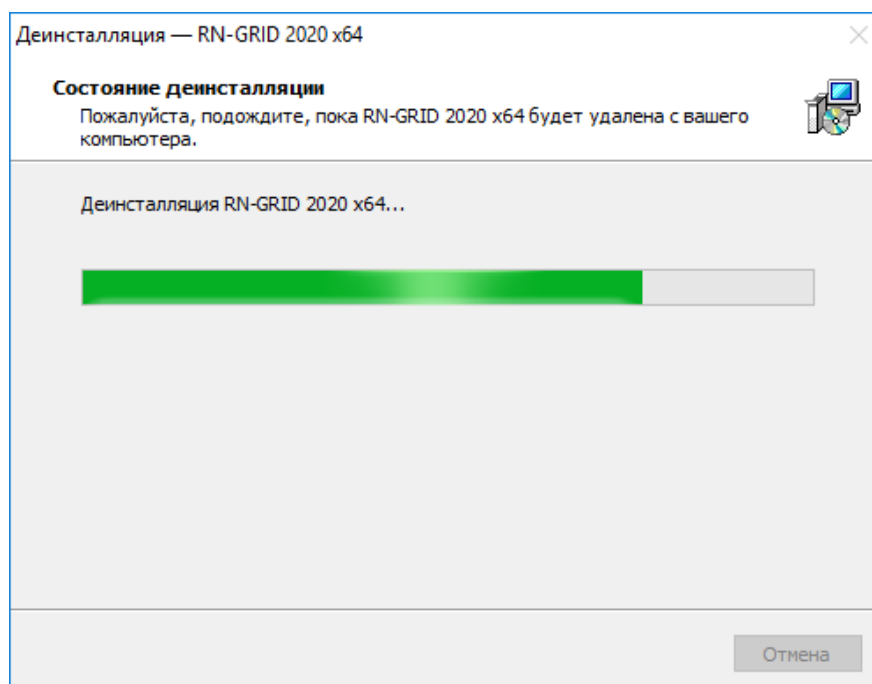 Деинсталляция — RN-GRID 2020 x64
Состояние деинсталляции
Пожалуйста, подождите, пока RN-GRID 2020 x64 будет удалена с вашего
компьютера.
Деинсталляция RN-GRID 2020 x64...
Отмена